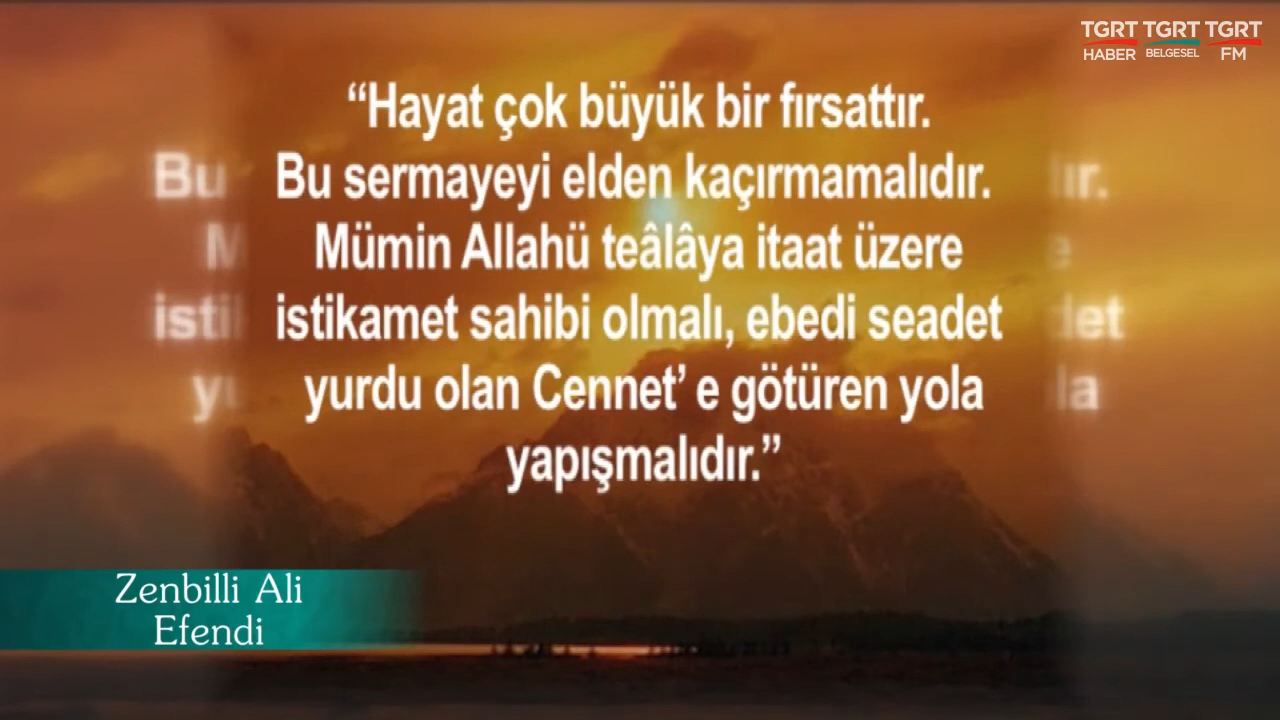 TGRT TGRT TGRT
HABER BELGESEL FM
“Hayat çok büyük bir fırsattır.
Bu sermayeyi elden kaçırmamalıdır.
Mümin Allahü teâlâya itaat üzere
istikamet sahibi olmalı, ebedi seadet
yurdu olan Cennet’ e götüren yola
yapışmalıdır.”
Zenbilli Ali
Efendi